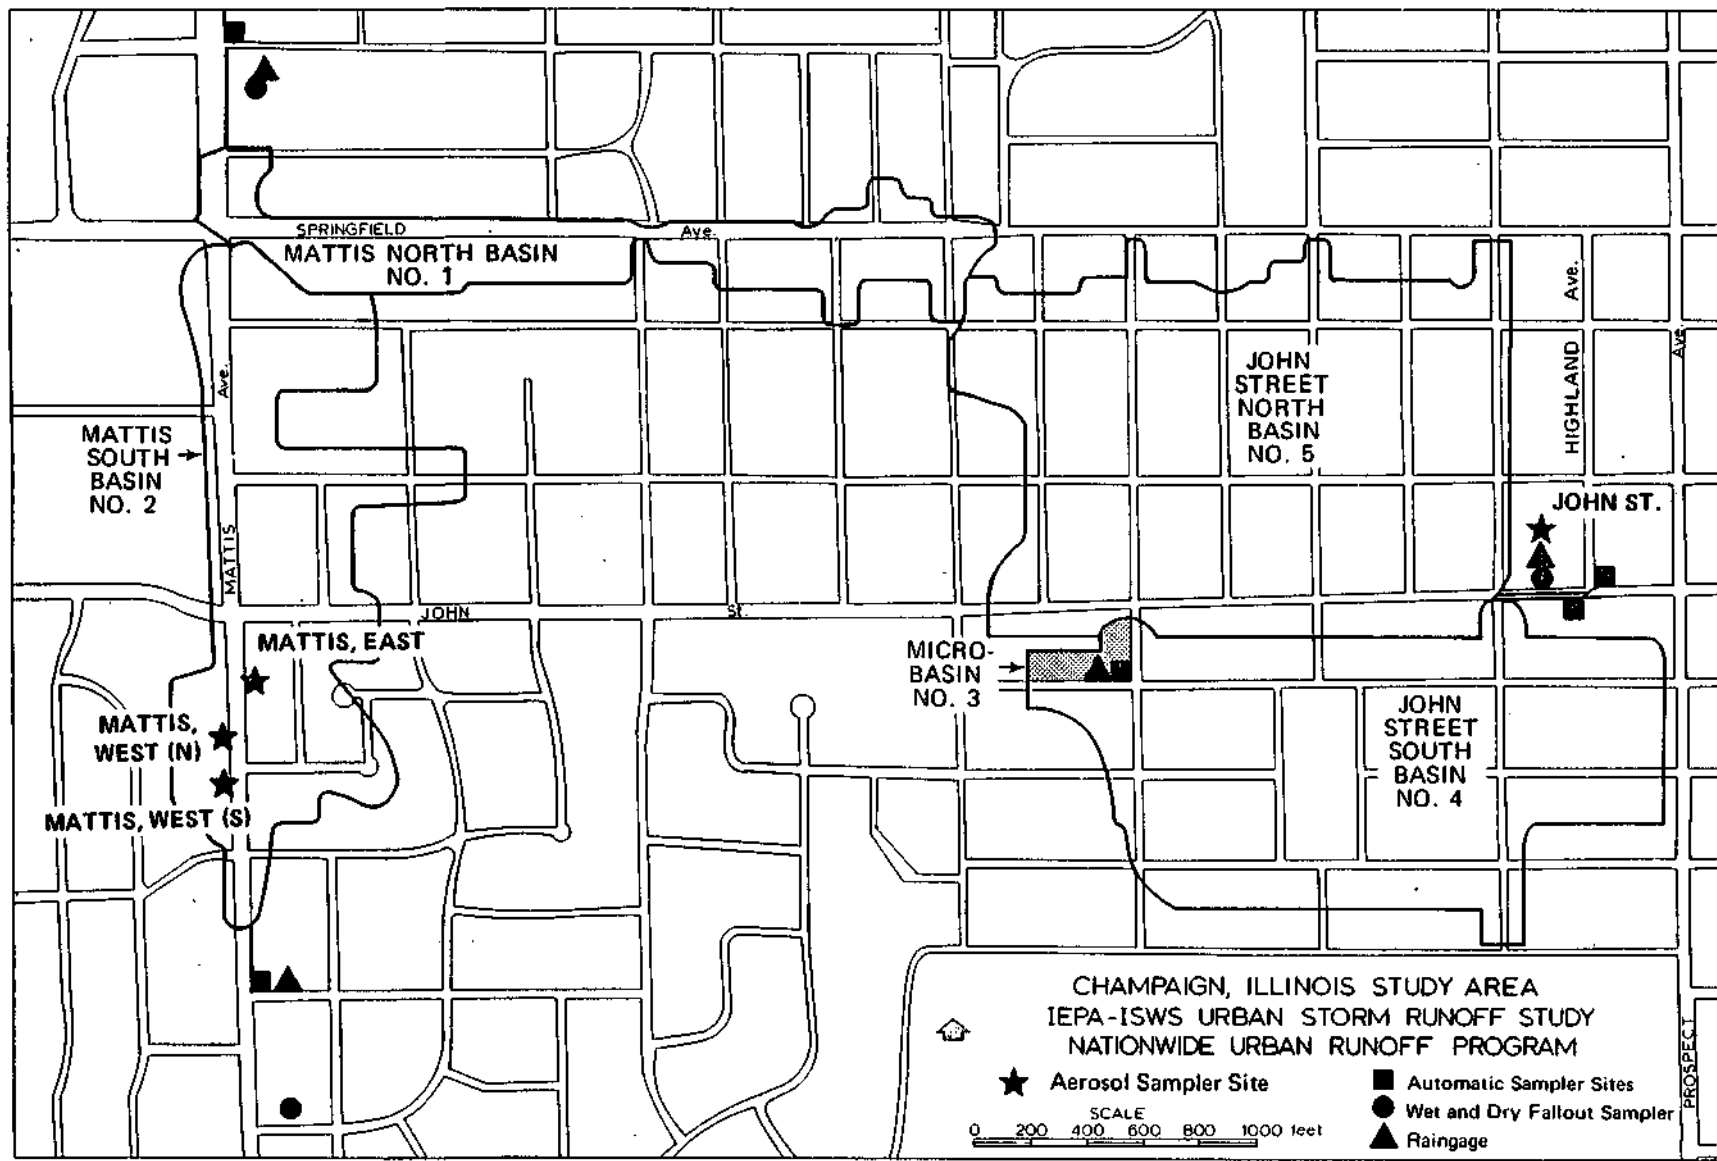 SPRINGFIELD
Ave.
MATTIS NORTH BASIN
NO. 1
Ave.
HIGHLAND
Ave.
Ave.
MATTIS
SOUTH
BASIN
NO. 2
MATTIS
JOHN
STREET
NORTH
BASIN
NO. 5
JOHN ST.
JOHN
St.
MATTIS, EAST
MICRO-
BASIN
NO. 3
MATTIS,
WEST (N)
MATTIS, WEST (S)
JOHN
STREET
SOUTH
BASIN
NO. 4
CHAMPAIGN, ILLINOIS STUDY AREA
IEPA-ISWS URBAN STORM RUNOFF STUDY
NATIONWIDE URBAN RUNOFF PROGRAM
Aerosol Sampler Site
Automatic Sampler Sites
Wet and Dry Fallout Sampler
Raingage
SCALE
0 200 400 600 800 1000 feet
PROSPECT